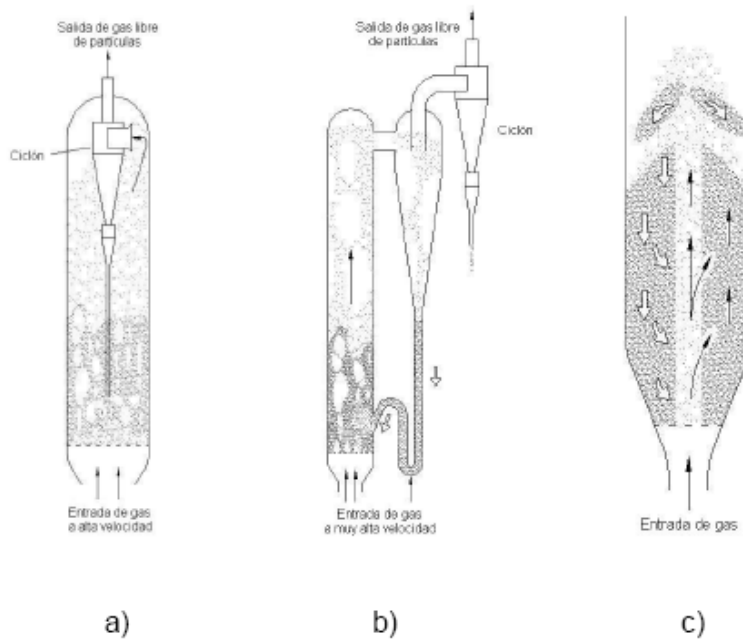 Salida de gas libre
de partículas
Ciclón
Entrada de gas
a alta velocidad
a)
Salida de gas libre
de partículas
Ciclón
Entrada de gas
a muy alta velocidad
b)
Entrada de gas
c)